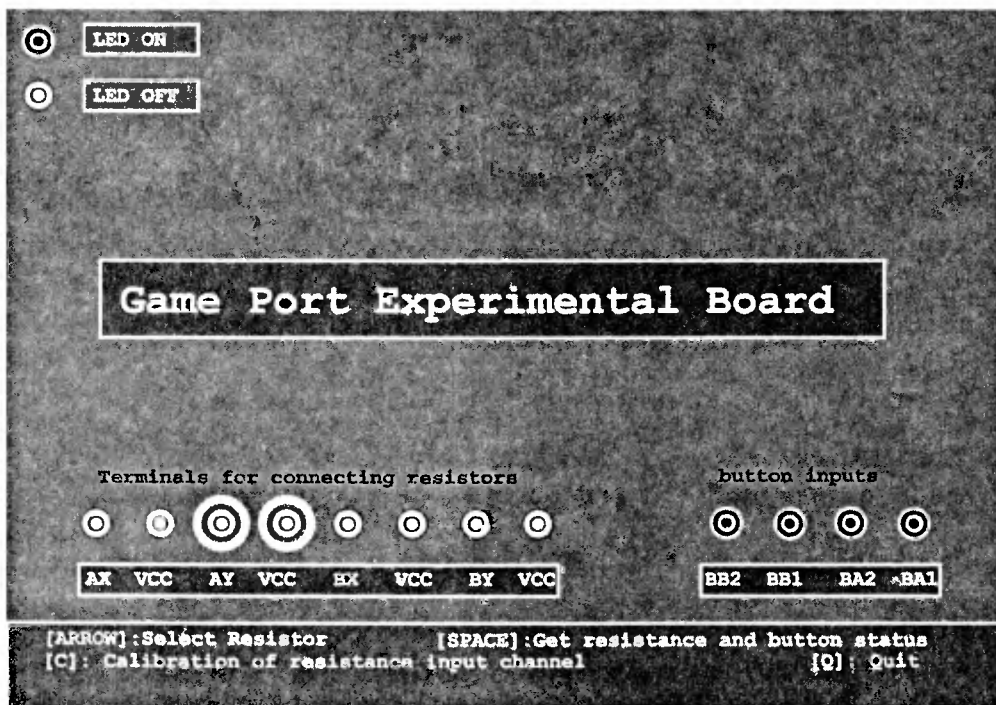 LED ON
LED OFF
Game Port Experimental Board
Terminals for connecting resistors
button inputs
AX VCC AY VCC BX VCC BY VCC
BB2 BB1 BA2 BA1
[ARROW]:Select Resistor [SPACE]:Get resistance and button status
[C]: Calibration of resistance input channel [Q]: Quit